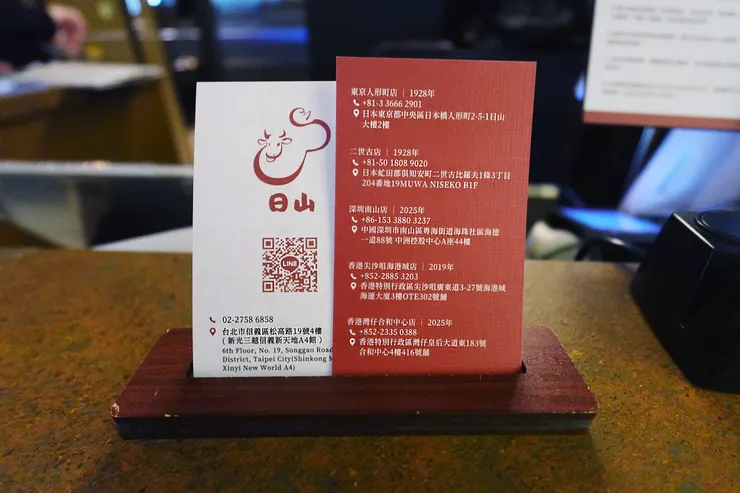 日山
LINE
02-2758 6858
台北市信義區松高路19號4樓
(新光三越信義新天地A4館)
6th Floor, No. 19, Songgao Road
District, Taipei City(Shinkong
Xinyi New World A4)
東京人形町店 | 1928年
+81-3 3666 2901
日本東京都中央區日本橋人形町2-5-1日山
大樓2樓
二世古店 | 1928年
+81-50 1808 9020
日本虻田郡俱知安町二世古比羅夫1條3丁目
204番地19MUWA NISEKO B1F
深圳南山店 | 2025年
+86-153 3880 3237
中國深圳市南山區粵海街道海珠社區海德
一道88號 中洲控股中心A座44樓
香港尖沙咀海港城店 | 2019年
+852-2885 3203
香港特別行政區尖沙咀廣東道3-27號海港城
海運大廈3樓OTE302號舖
香港灣仔合和中心店 | 2025年
+852-2335 0388
香港特別行政區灣仔皇后大道東183號
合和中心4樓416號舖